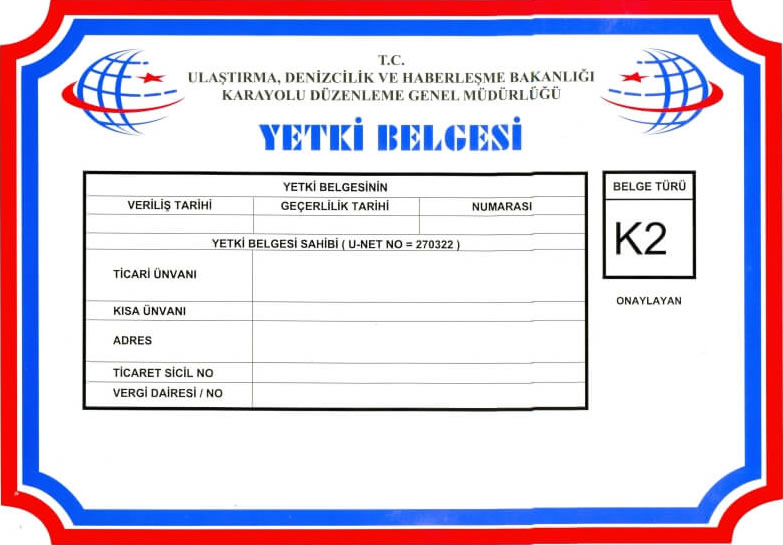 T.C.
ULAŞTIRMA, DENİZCİLİK VE HABERLEŞME BAKANLIĞI
KARAYOLU DÜZENLEME GENEL MÜDÜRLÜĞÜ
YETKİ BELGESİ
YETKİ BELGESİNİN
VERİLİŞ TARİHİ GEÇERLİLİK TARİHİ NUMARASI
YETKİ BELGESİ SAHİBİ ( U-NET NO = 270322 )
TİCARİ ÜNVANI
KISA ÜNVANI
ADRES
TİCARET SİCİL NO
VERGİ DAİRESİ / NO
BELGE TÜRÜ
K2
ONAYLAYAN